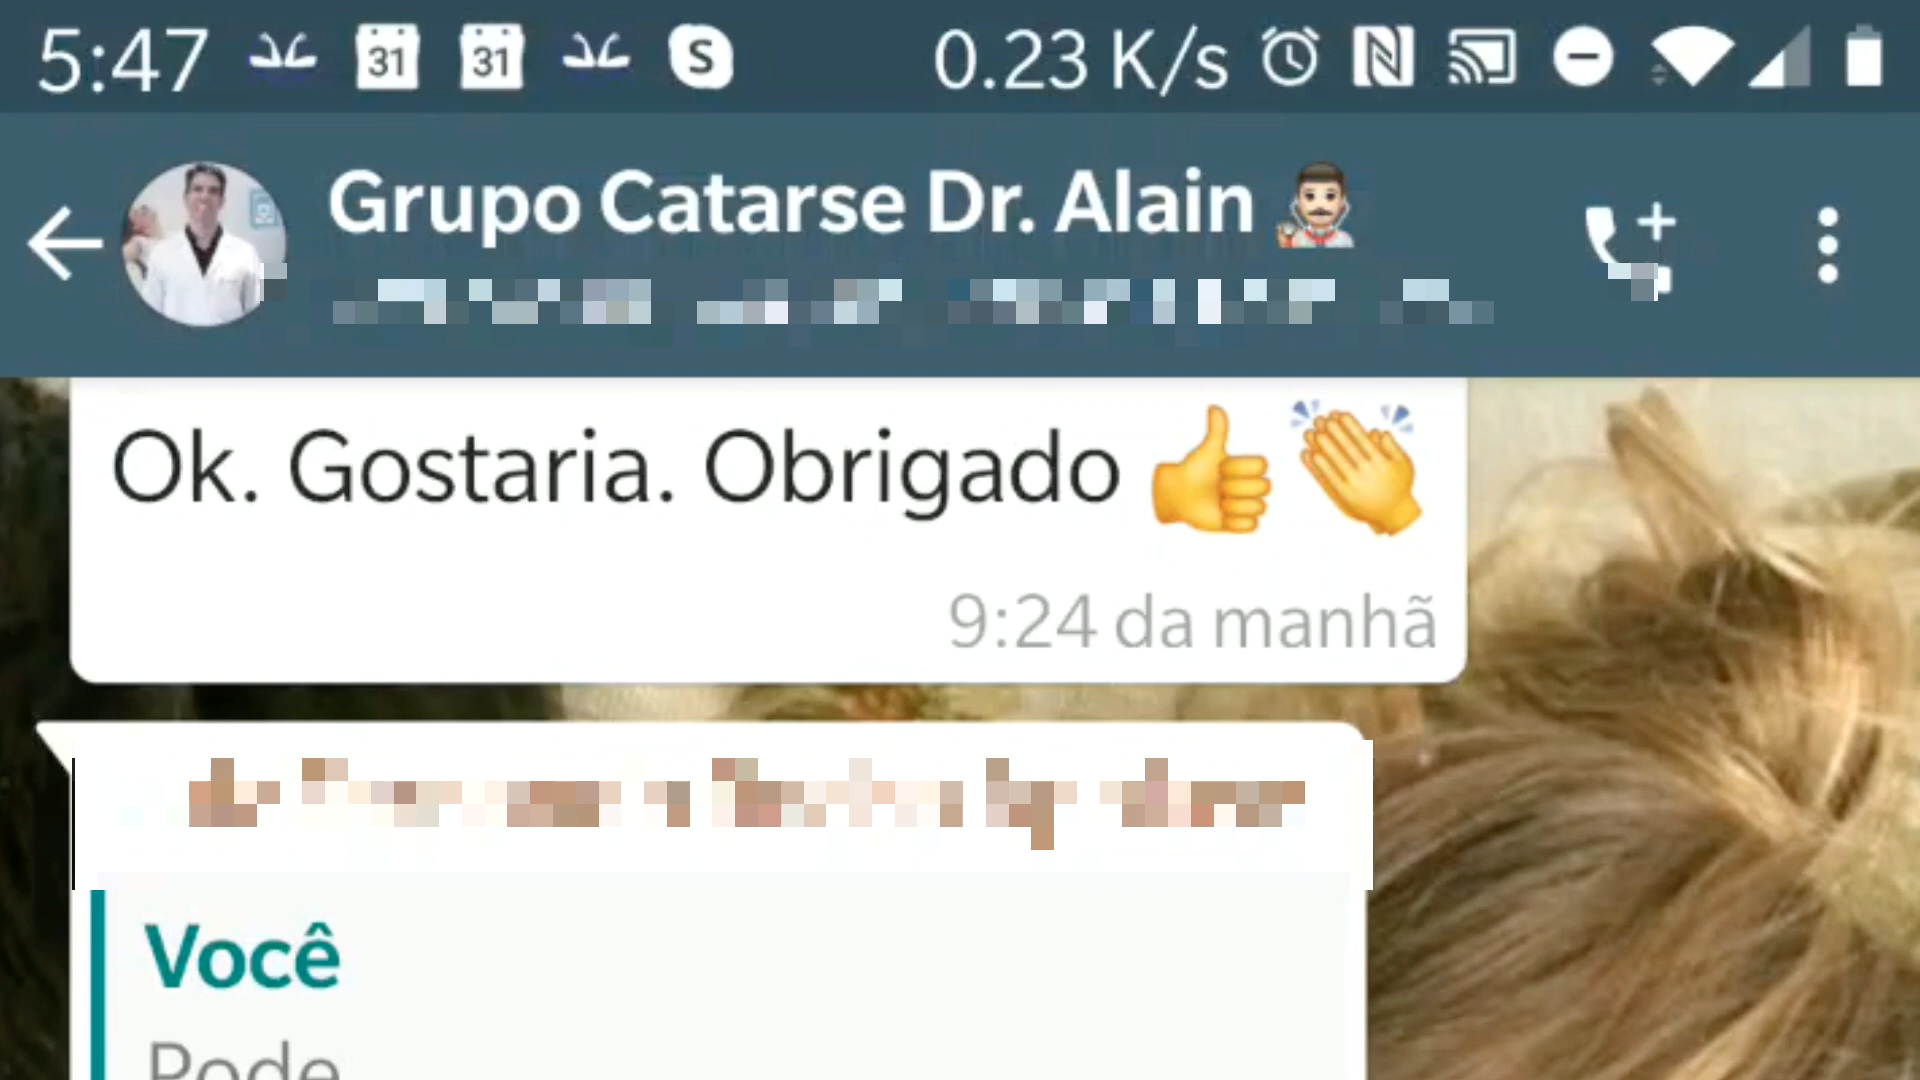 5:47 31 31 S 0.23 K/s
Grupo Catarse Dr. Alain
Ok. Gostaria. Obrigado 👍👏
9:24 da manhã
Você
Pode